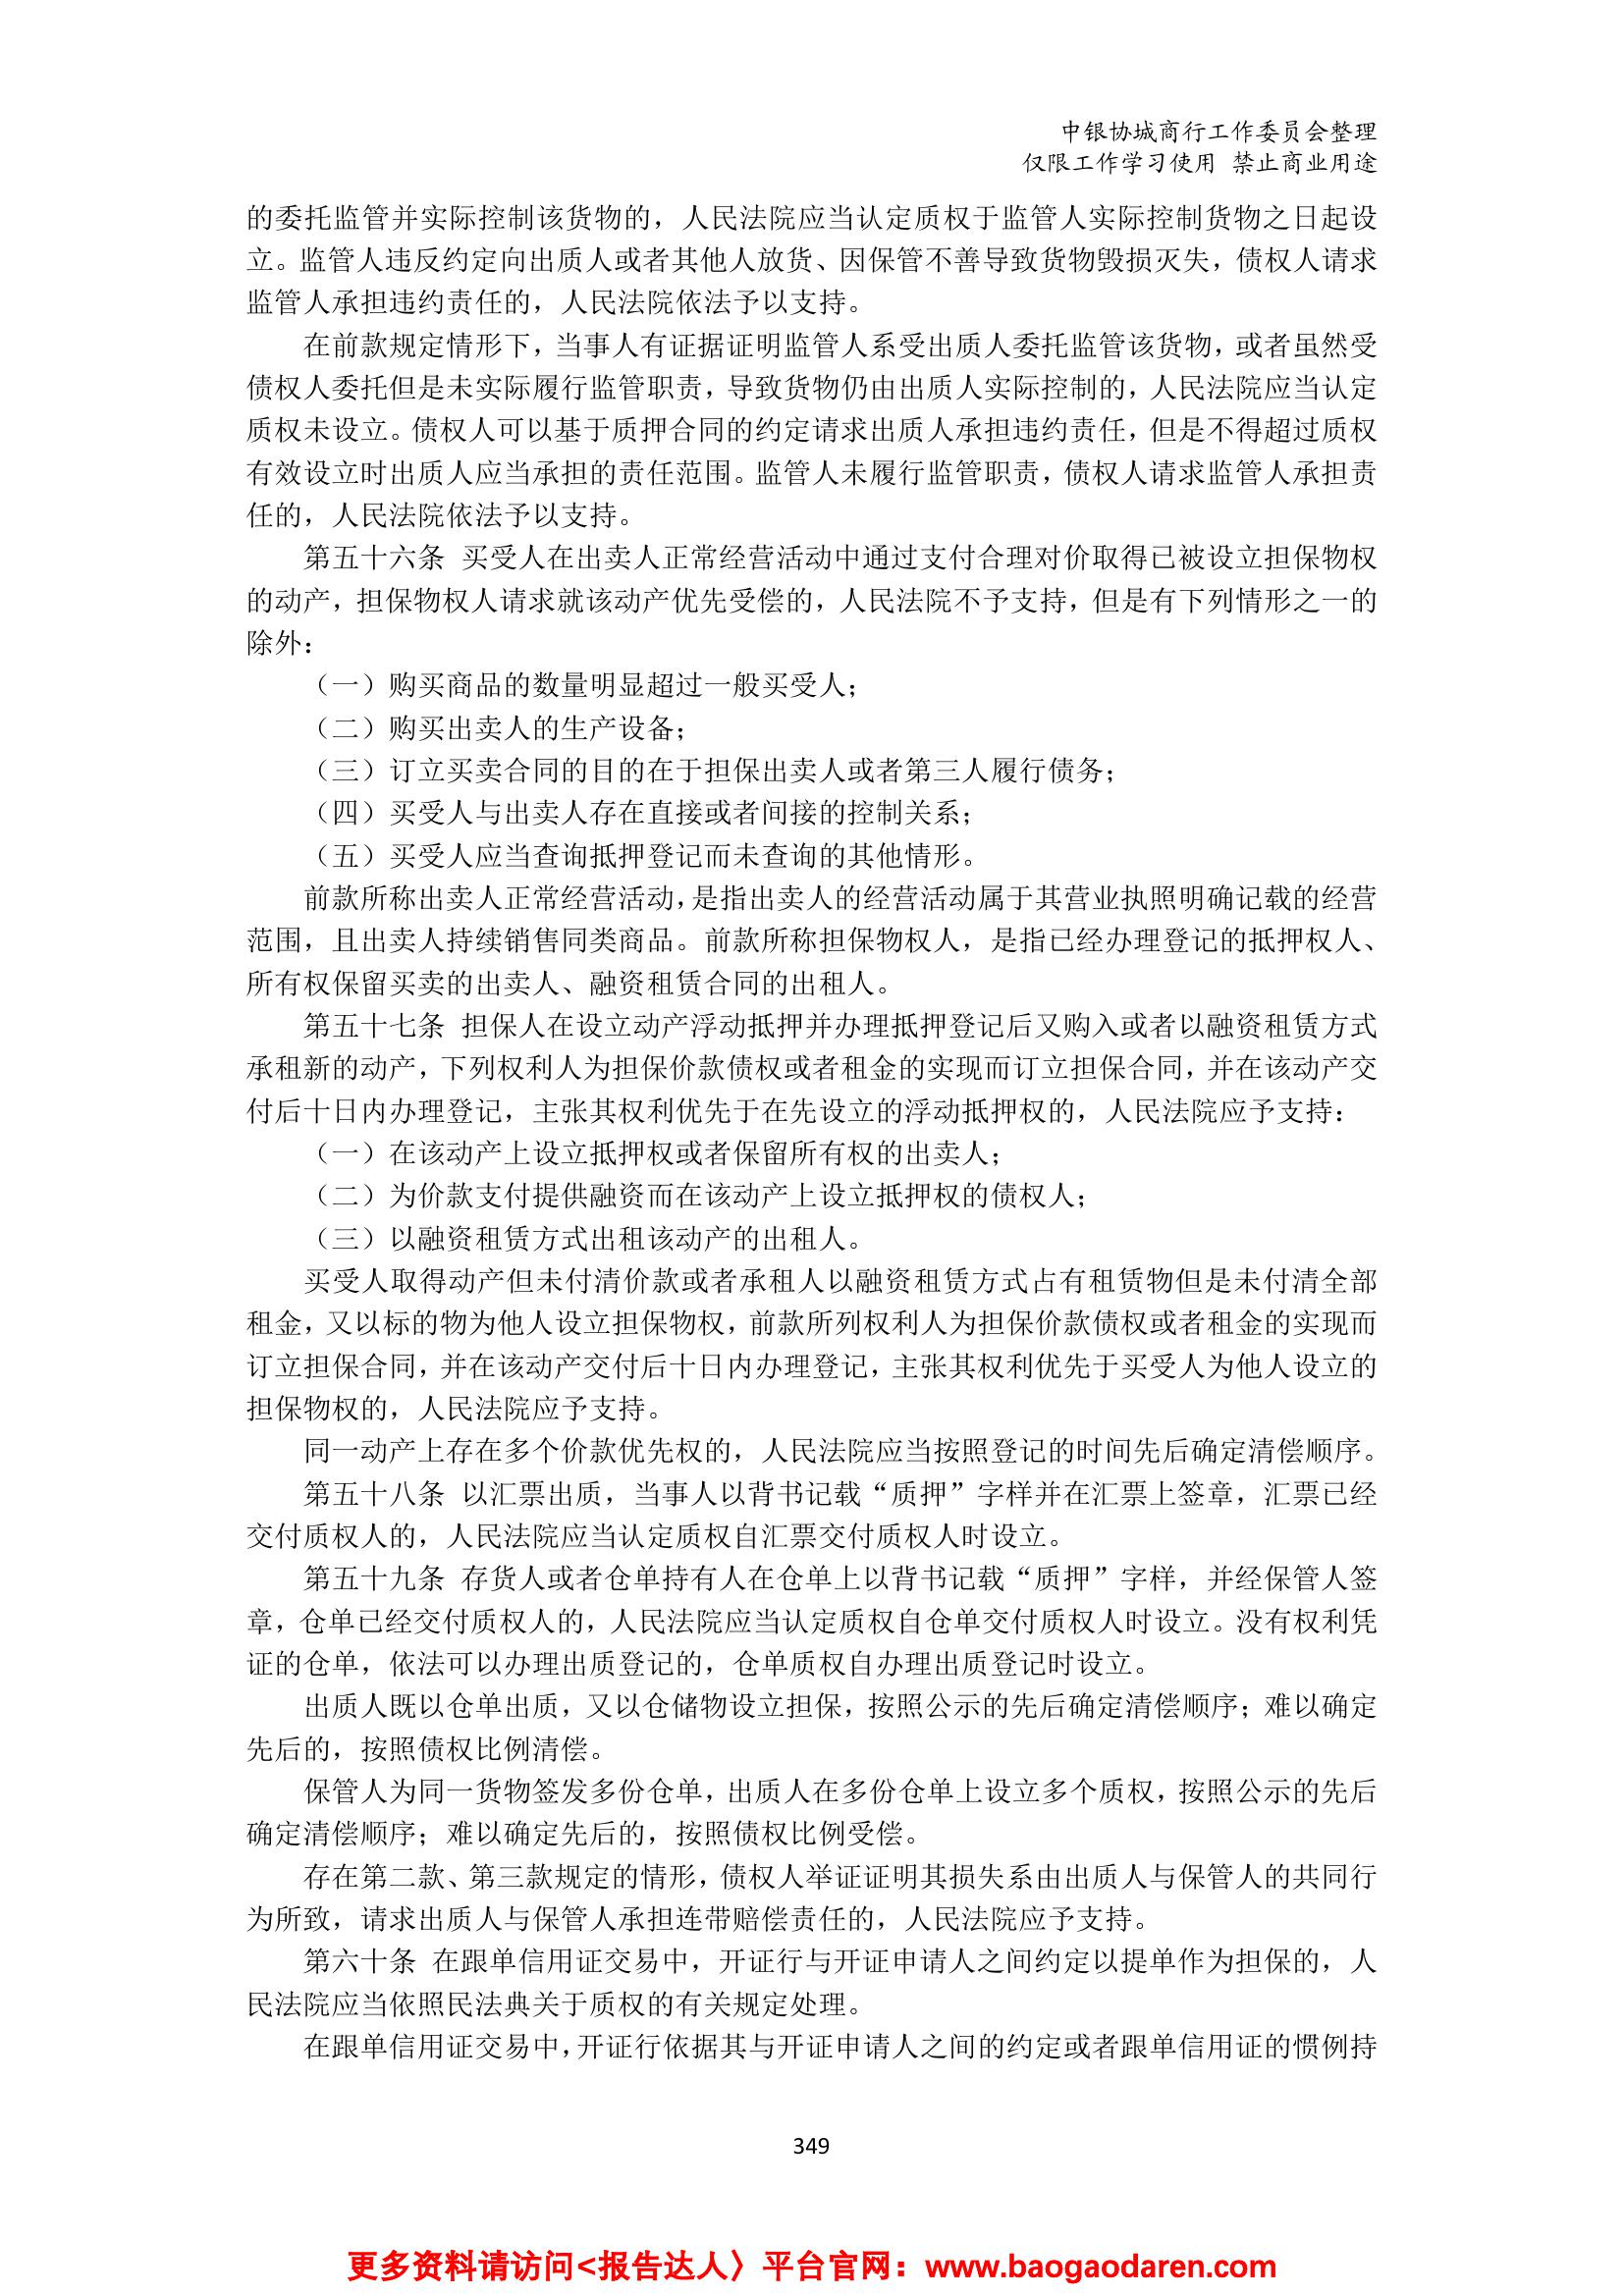 中银协城商行工作委员会整理
仅限工作学习使用 禁止商业用途
的委托监管并实际控制该货物的，人民法院应当认定质权于监管人实际控制货物之日起设
立。监管人违反约定向出质人或者其他人放货、因保管不善导致货物毁损灭失，债权人请求
监管人承担违约责任的，人民法院依法予以支持。
在前款规定情形下，当事人有证据证明监管人系受出质人委托监管该货物，或者虽然受
债权人委托但是未实际履行监管职责，导致货物仍由出质人实际控制的，人民法院应当认定
质权未设立。债权人可以基于质押合同的约定请求出质人承担违约责任，但是不得超过质权
有效设立时出质人应当承担的责任范围。监管人未履行监管职责，债权人请求监管人承担责
任的，人民法院依法予以支持。
第五十六条 买受人在出卖人正常经营活动中通过支付合理对价取得已被设立担保物权
的动产，担保物权人请求就该动产优先受偿的，人民法院不予支持，但是有下列情形之一的
除外：
（一）购买商品的数量明显超过一般买受人；
（二）购买出卖人的生产设备；
（三）订立买卖合同的目的在于担保出卖人或者第三人履行债务；
（四）买受人与出卖人存在直接或者间接的控制关系；
（五）买受人应当查询抵押登记而未查询的其他情形。
前款所称出卖人正常经营活动，是指出卖人的经营活动属于其营业执照明确记载的经营
范围，且出卖人持续销售同类商品。前款所称担保物权人，是指已经办理登记的抵押权人、
所有权保留买卖的出卖人、融资租赁合同的出租人。
第五十七条 担保人在设立动产浮动抵押并办理抵押登记后又购入或者以融资租赁方式
承租新的动产，下列权利人为担保价款债权或者租金的实现而订立担保合同，并在该动产交
付后十日内办理登记，主张其权利优先于在先设立的浮动抵押权的，人民法院应予支持：
（一）在该动产上设立抵押权或者保留所有权的出卖人；
（二）为价款支付提供融资而在该动产上设立抵押权的债权人；
（三）以融资租赁方式出租该动产的出租人。
买受人取得动产但未付清价款或者承租人以融资租赁方式占有租赁物但是未付清全部
租金，又以标的物为他人设立担保物权，前款所列权利人为担保价款债权或者租金的实现而
订立担保合同，并在该动产交付后十日内办理登记，主张其权利优先于买受人为他人设立的
担保物权的，人民法院应予支持。
同一动产上存在多个价款优先权的，人民法院应当按照登记的时间先后确定清偿顺序。
第五十八条 以汇票出质，当事人以背书记载“质押”字样并在汇票上签章，汇票已经
交付质权人的，人民法院应当认定质权自汇票交付质权人时设立。
第五十九条 存货人或者仓单持有人在仓单上以背书记载“质押”字样，并经保管人签
章，仓单已经交付质权人的，人民法院应当认定质权自仓单交付质权人时设立。没有权利凭
证的仓单，依法可以办理出质登记的，仓单质权自办理出质登记时设立。
出质人既以仓单出质，又以仓储物设立担保，按照公示的先后确定清偿顺序；难以确定
先后的，按照债权比例清偿。
保管人为同一货物签发多份仓单，出质人在多份仓单上设立多个质权，按照公示的先后
确定清偿顺序；难以确定先后的，按照债权比例受偿。
存在第二款、第三款规定的情形，债权人举证证明其损失系由出质人与保管人的共同行
为所致，请求出质人与保管人承担连带赔偿责任的，人民法院应予支持。
第六十条 在跟单信用证交易中，开证行与开证申请人之间约定以提单作为担保的，人
民法院应当依照民法典关于质权的有关规定处理。
在跟单信用证交易中，开证行依据其与开证申请人之间的约定或者跟单信用证的惯例持
349
更多资料请访问<报告达人〉平台官网：www.baogaodaren.com